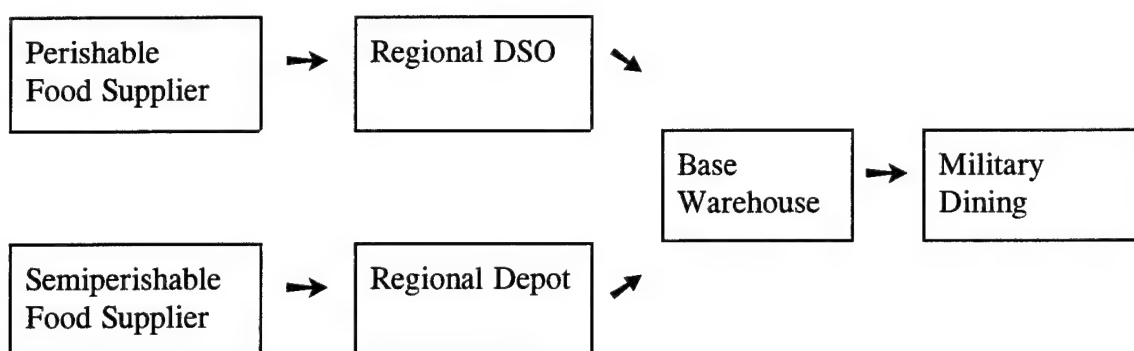 Perishable
Food Supplier
Regional DSO
Base
Warehouse
Military
Dining
Semiperishable
Food Supplier
Regional Depot